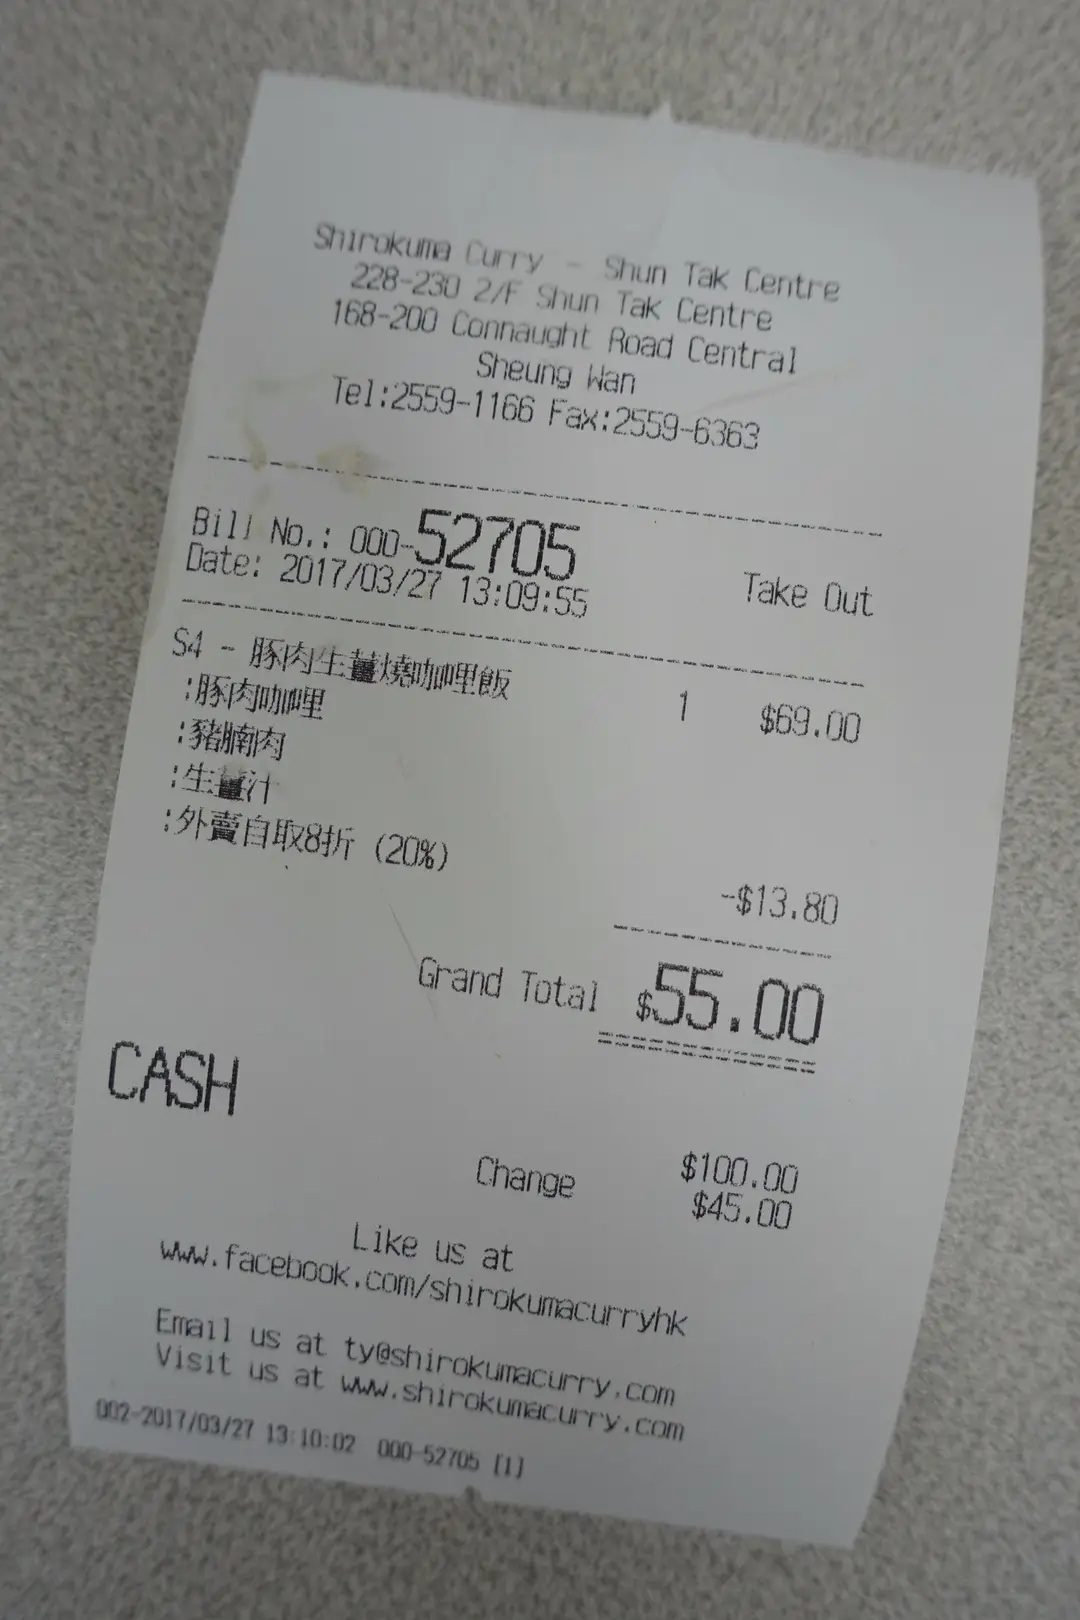 Shirokuma Curry - Shun Tak Centre
228-230 2/F Shun Tak Centre
168-200 Connaught Road Central
Sheung Wan
Tel:2559-1166 Fax:2559-6363
Bill No.: 000-52705
Date: 2017/03/27 13:09:55 Take Out
S4 - 豚肉生薑燒咖哩飯 1 $69.00
:豚肉咖哩
:豬腩肉
:生薑汁
:外賣自取8折 (20%)
-$13.80
Grand Total $55.00
CASH
$100.00
Change $45.00
Like us at
www.facebook.com/shirokumacurryhk
Email us at ty@shirokumacurry.com
Visit us at www.shirokumacurry.com
002-2017/03/27 13:10:02 000-52705 [1]